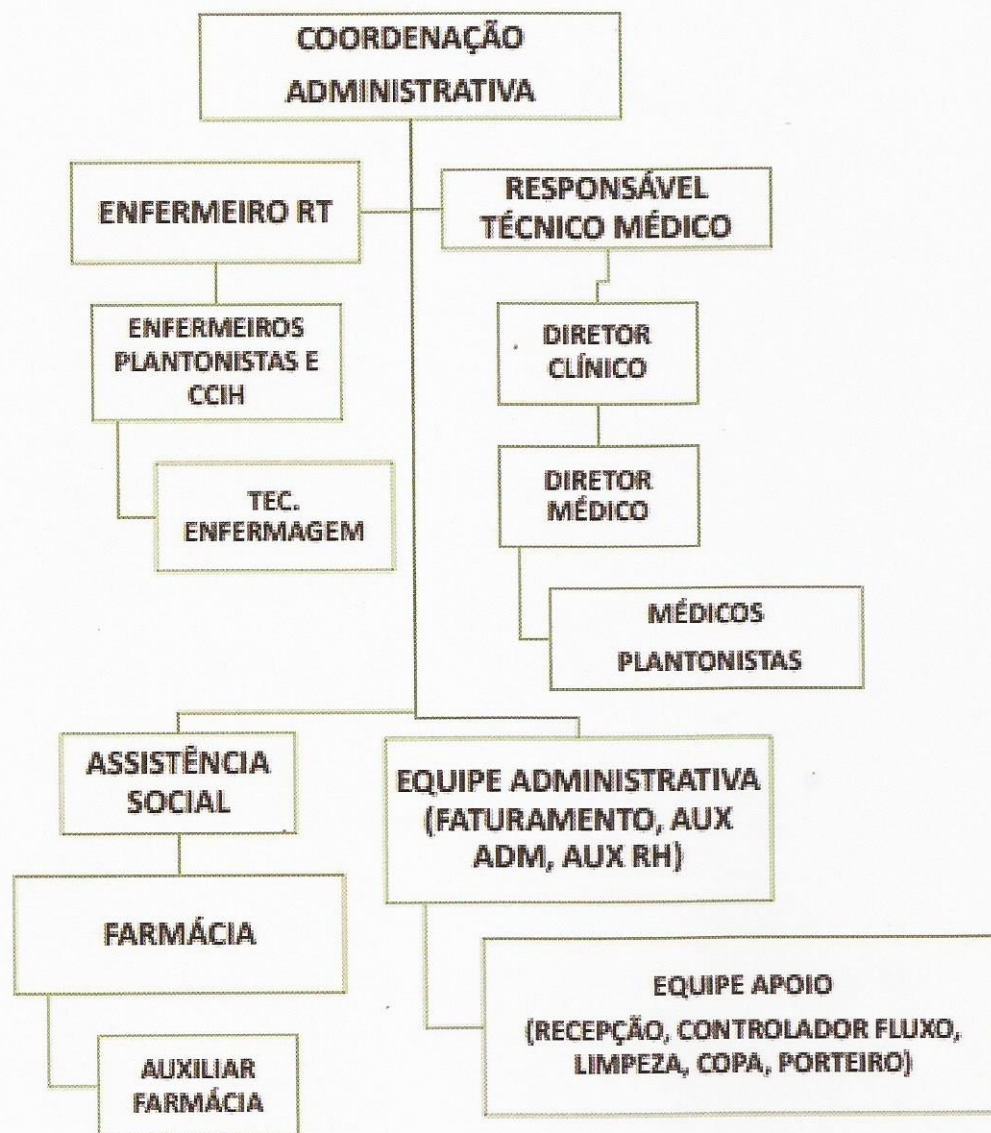 COORDENAÇÃO
ADMINISTRATIVA
ENFERMEIRO RT
RESPONSÁVEL
TÉCNICO MÉDICO
ENFERMEIROS
PLANTONISTAS E
CCIH
DIRETOR
CLÍNICO
TEC.
ENFERMAGEM
DIRETOR
MÉDICO
MÉDICOS
PLANTONISTAS
ASSISTÊNCIA
SOCIAL
EQUIPE ADMINISTRATIVA
(FATURAMENTO, AUX
ADM, AUX RH)
FARMÁCIA
EQUIPE APOIO
(RECEPÇÃO, CONTROLADOR FLUXO,
LIMPEZA, COPA, PORTEIRO)
AUXILIAR
FARMÁCIA